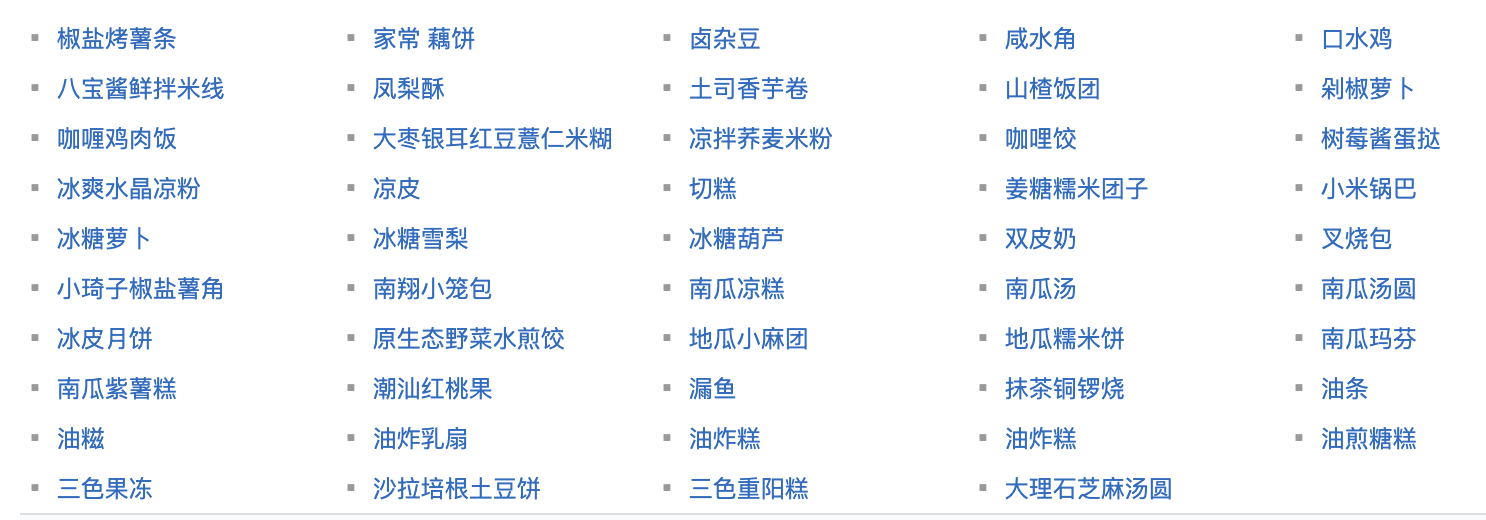 椒盐烤薯条 家常 藕饼 卤杂豆 咸水角 口水鸡
八宝酱鲜拌米线 凤梨酥 土司香芋卷 山楂饭团 剁椒萝卜
咖喱鸡肉饭 大枣银耳红豆薏仁米糊 凉拌荞麦米粉 咖哩饺 树莓酱蛋挞
冰爽水晶凉粉 凉皮 切糕 姜糖糯米团子 小米锅巴
冰糖萝卜 冰糖雪梨 冰糖葫芦 双皮奶 叉烧包
小琦子椒盐薯角 南翔小笼包 南瓜凉糕 南瓜汤 南瓜汤圆
冰皮月饼 原生态野菜水煎饺 地瓜小麻团 地瓜糯米饼 南瓜玛芬
南瓜紫薯糕 潮汕红桃果 漏鱼 抹茶铜锣烧 油条
油糍 油炸乳扇 油炸糕 油炸糕 油煎糖糕
三色果冻 沙拉培根土豆饼 三色重阳糕 大理石芝麻汤圆